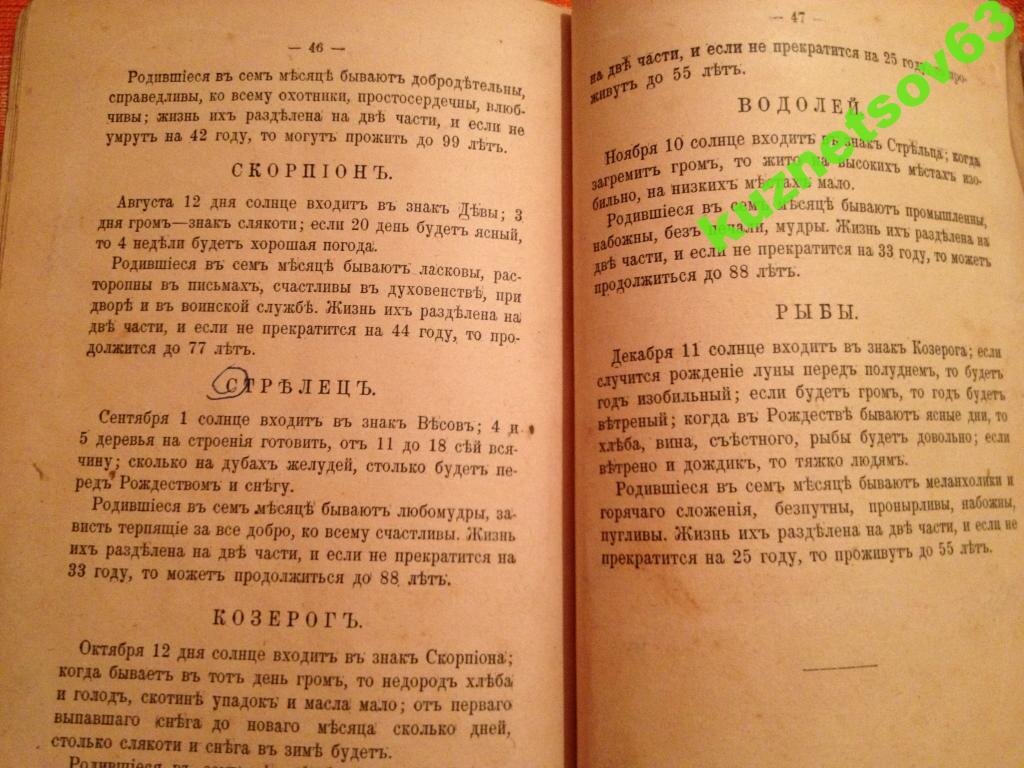 — 46 —
Родившіеся въ семъ мѣсяцѣ бываютъ добродѣтельны,
справедливы, ко всему охотники, простосердечны, влюб-
чивы; жизнь ихъ раздѣлена на двѣ части, и если не
умрутъ на 42 году, то могутъ прожить до 99 лѣтъ.
СКОРПІОНЪ.
Августа 12 дня солнце входитъ въ знакъ Дѣвы; 3
дня громъ—знакъ слякоти; если 20 день будетъ ясный,
то 4 недѣли будетъ хорошая погода.
Родившіеся въ семъ мѣсяцѣ бываютъ ласковы, рас-
торопны въ письмахъ, счастливы въ духовенствѣ, при
дворѣ и въ воинской службѣ. Жизнь ихъ раздѣлена на
двѣ части, и если не прекратится на 44 году, то про-
должится до 77 лѣтъ.
СТРѢЛЕЦЪ.
Сентября 1 солнце входитъ въ знакъ Вѣсовъ; 4 и
5 деревья на строенія готовить, отъ 11 до 18 сѣй вся-
чину; сколько на дубахъ желудей, столько будетъ пе-
редъ Рождествомъ и снѣгу.
Родившіеся въ семъ мѣсяцѣ бываютъ любомудры, за-
висть терпящіе за все добро, ко всему счастливы. Жизнь
ихъ раздѣлена на двѣ части, и если не прекратится на
33 году, то можетъ продолжиться до 88 лѣтъ.
КОЗЕРОГЪ.
Октября 12 дня солнце входитъ въ знакъ Скорпіона;
когда бываетъ въ тотъ день громъ, то недородъ хлѣба
и голодъ, скотинѣ упадокъ и масла мало; отъ перваго
выпавшаго снѣга до новаго мѣсяца сколько дней,
столько слякоти и снѣга въ зимѣ будетъ.
Родившіеся въ семъ
— 47 —
на двѣ части, и если не прекратится на 25 году, про-
живутъ до 55 лѣтъ.
ВОДОЛЕЙ
Ноября 10 солнце входитъ въ знакъ Стрѣльца; когда
загремитъ громъ, то жито на высокихъ мѣстахъ изо-
бильно, на низкихъ мѣстахъ мало.
Родившіеся въ семъ мѣсяцѣ бываютъ промышленны,
набожны, безъ печали, мудры. Жизнь ихъ раздѣлена на
двѣ части, и если не прекратится на 33 году, то можетъ
продолжиться до 88 лѣтъ.
РЫБЫ.
Декабря 11 солнце входитъ въ знакъ Козерога; если
случится рожденіе луны передъ полуднемъ, то будетъ
годъ изобильный; если будетъ громъ, то годъ будетъ
вѣтреный; когда въ Рождествѣ бываютъ ясные дни, то
хлѣба, вина, съѣстного, рыбы будетъ довольно; если
вѣтрено и дождикъ, то тяжко людямъ.
Родившіеся въ семъ мѣсяцѣ бываютъ меланхолики и
горячаго сложенія, безпутны, пронырливы, набожны,
пугливы. Жизнь ихъ раздѣлена на двѣ части, и если не
прекратится на 25 году, то проживутъ до 55 лѣтъ.
kuznetsov63